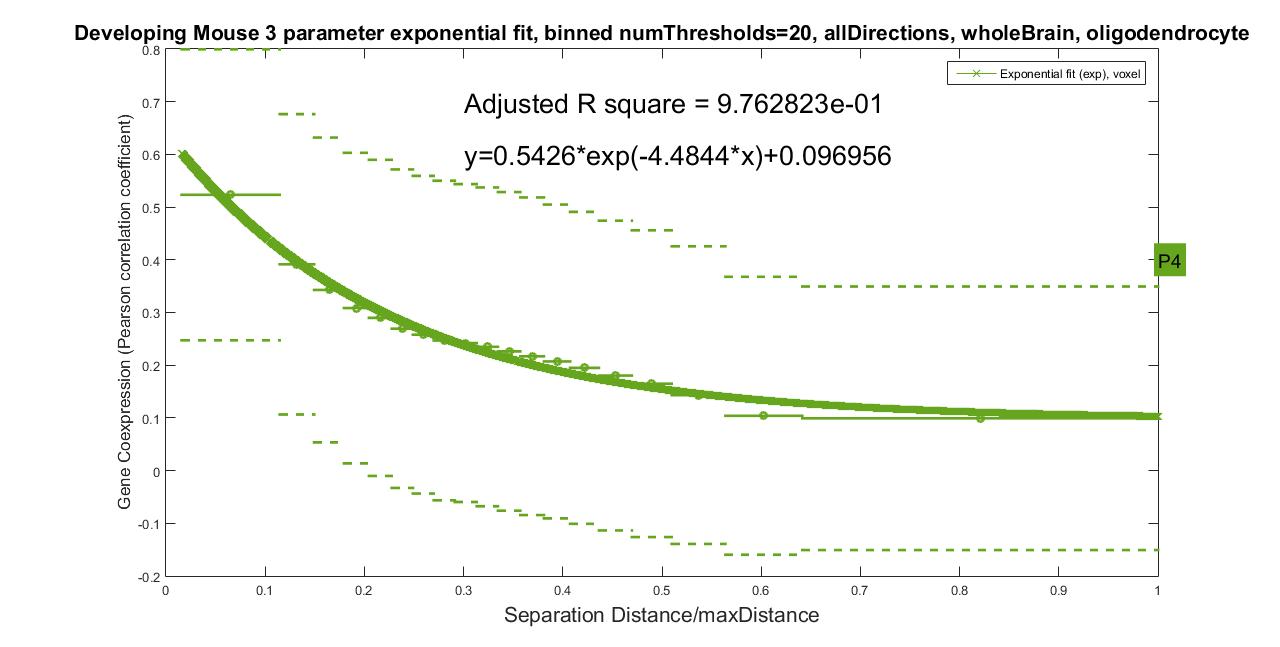 Developing Mouse 3 parameter exponential fit, binned numThresholds=20, allDirections, wholeBrain, oligodendrocyte
Exponential fit (exp), voxel
Adjusted R square = 9.762823e-01
y=0.5426*exp(-4.4844*x)+0.096956
P4
Gene Coexpression (Pearson correlation coefficient)
0.8
0.7
0.6
0.5
0.4
0.3
0.2
0.1
0
-0.1
-0.2
0 0.1 0.2 0.3 0.4 0.5 0.6 0.7 0.8 0.9 1
Separation Distance/maxDistance